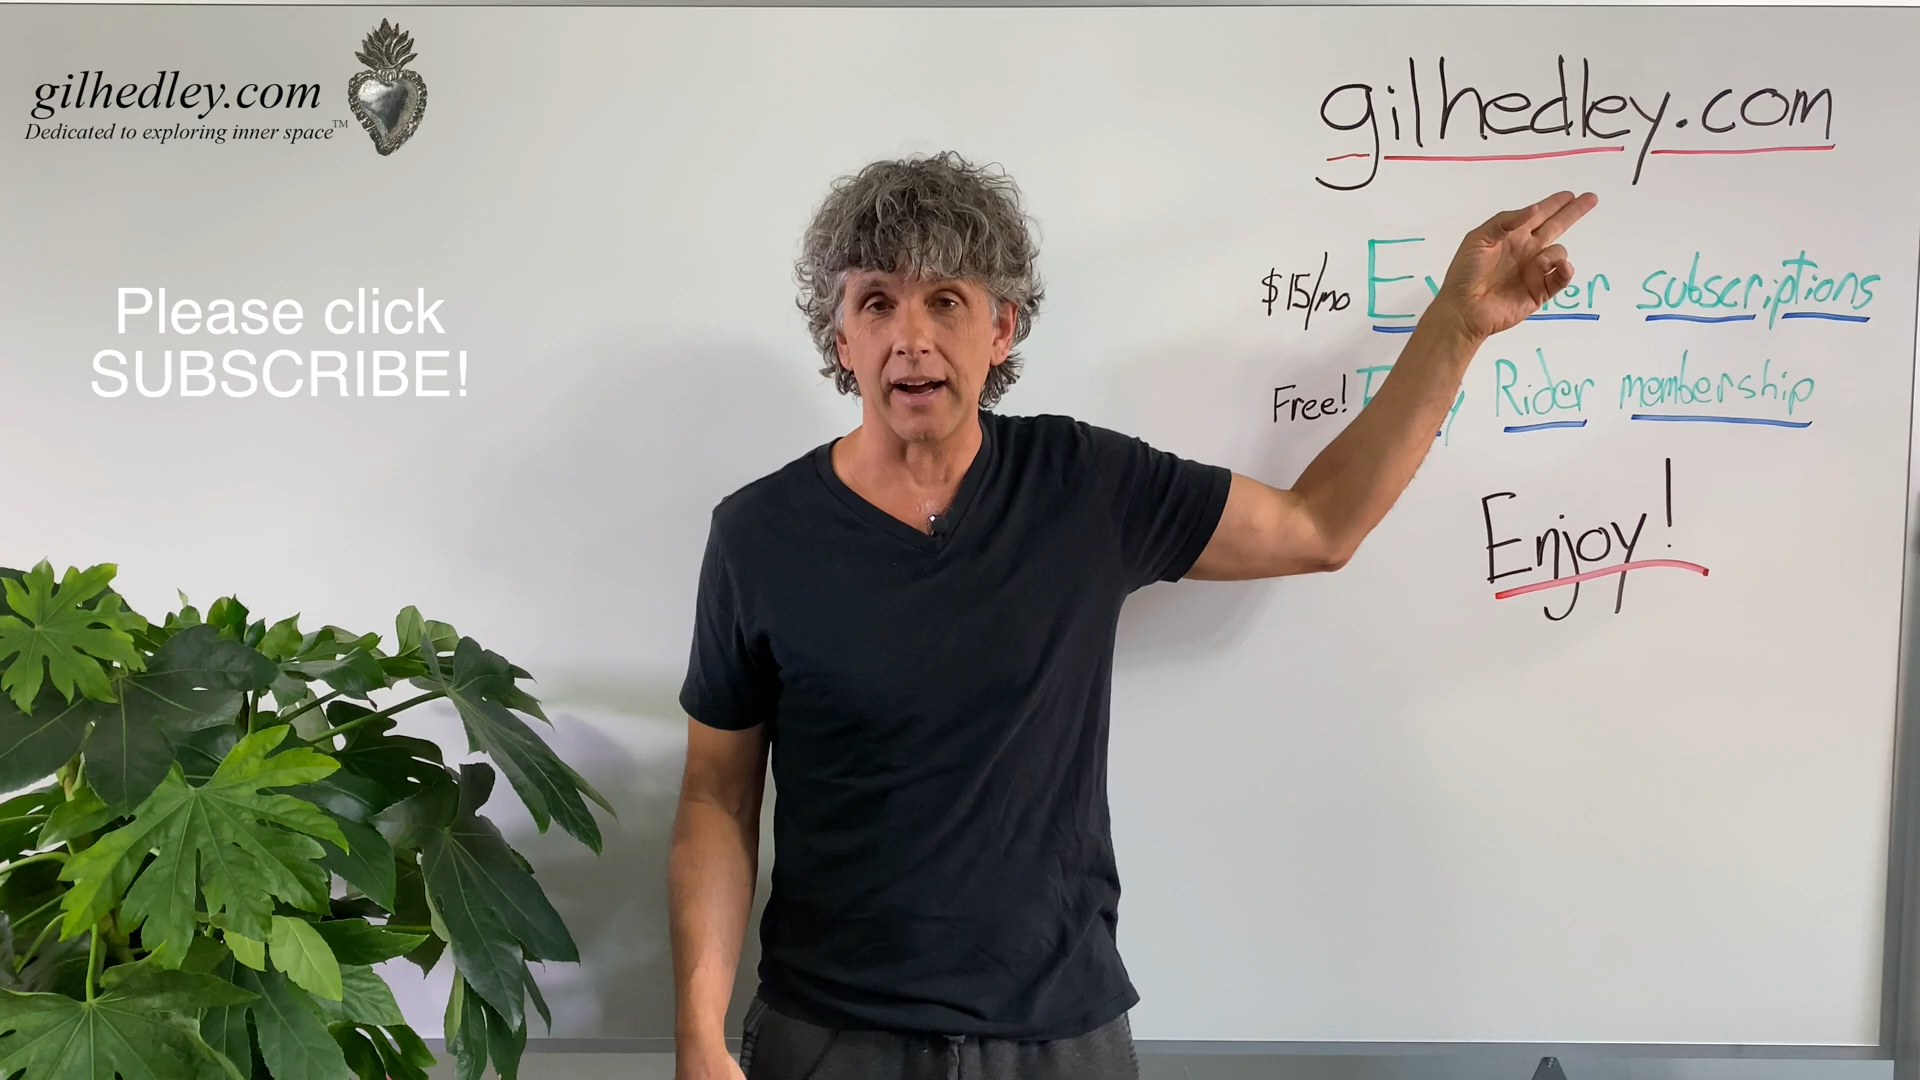 gilhedley.com
Dedicated to exploring inner space™
Please click
SUBSCRIBE!
gilhedley.com
$15/mo subscriptions
Free! Rider membership
Enjoy!